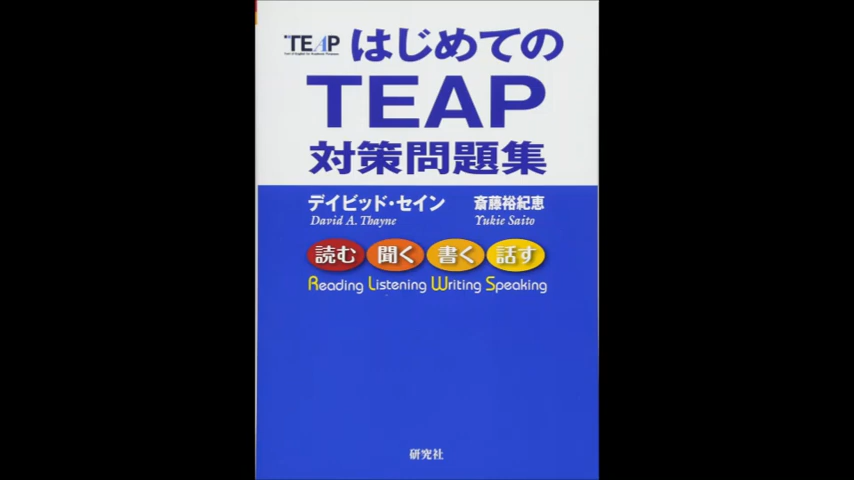 TEAP はじめての
TEAP
対策問題集
デイビッド・セイン 斎藤裕紀恵
David A. Thayne Yukie Saito
読む 聞く 書く 話す
Reading Listening Writing Speaking
研究社